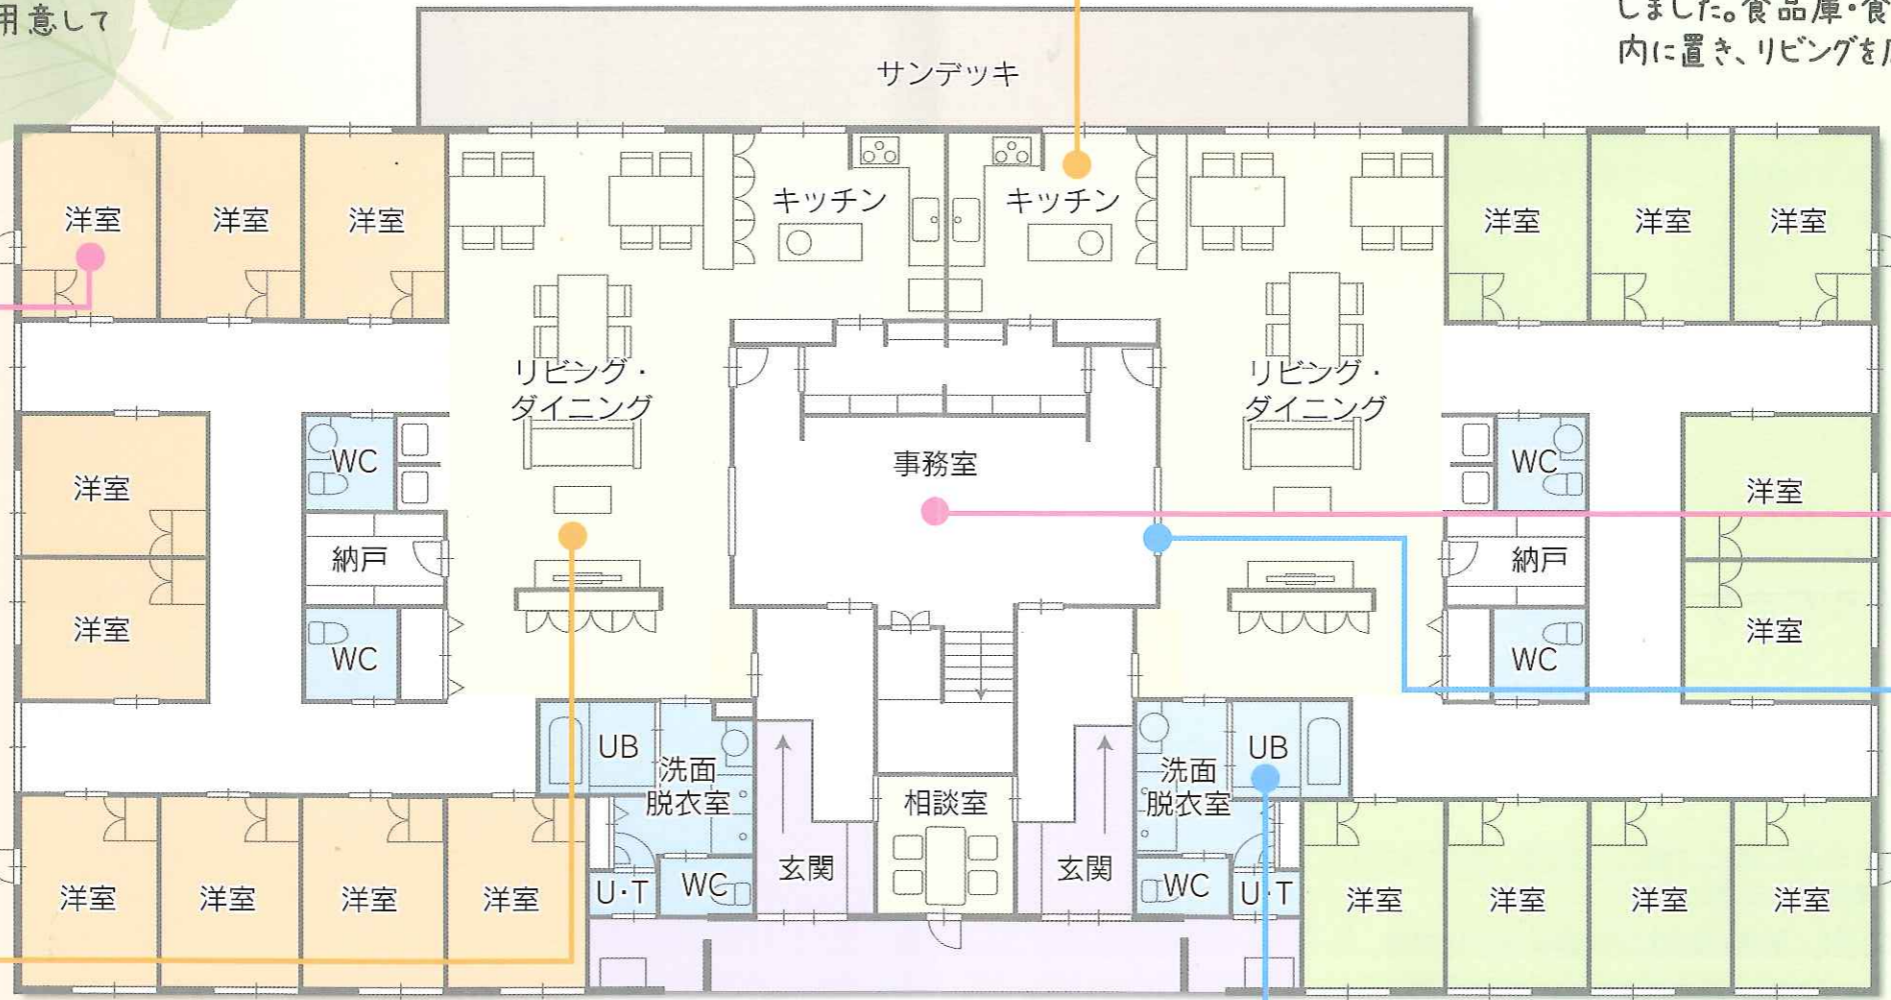 用意して
しました。食品庫・食
内に置き、リビングを
サンデッキ
洋室
洋室
洋室
キッチン
キッチン
洋室
洋室
洋室
リビング・
ダイニング
リビング・
ダイニング
事務室
洋室
WC
WC
洋室
納戸
納戸
洋室
WC
WC
洋室
UB
洗面
脱衣室
洗面
脱衣室
UB
相談室
洋室
洋室
洋室
洋室
U・T
WC
玄関
玄関
WC
U・T
洋室
洋室
洋室
洋室